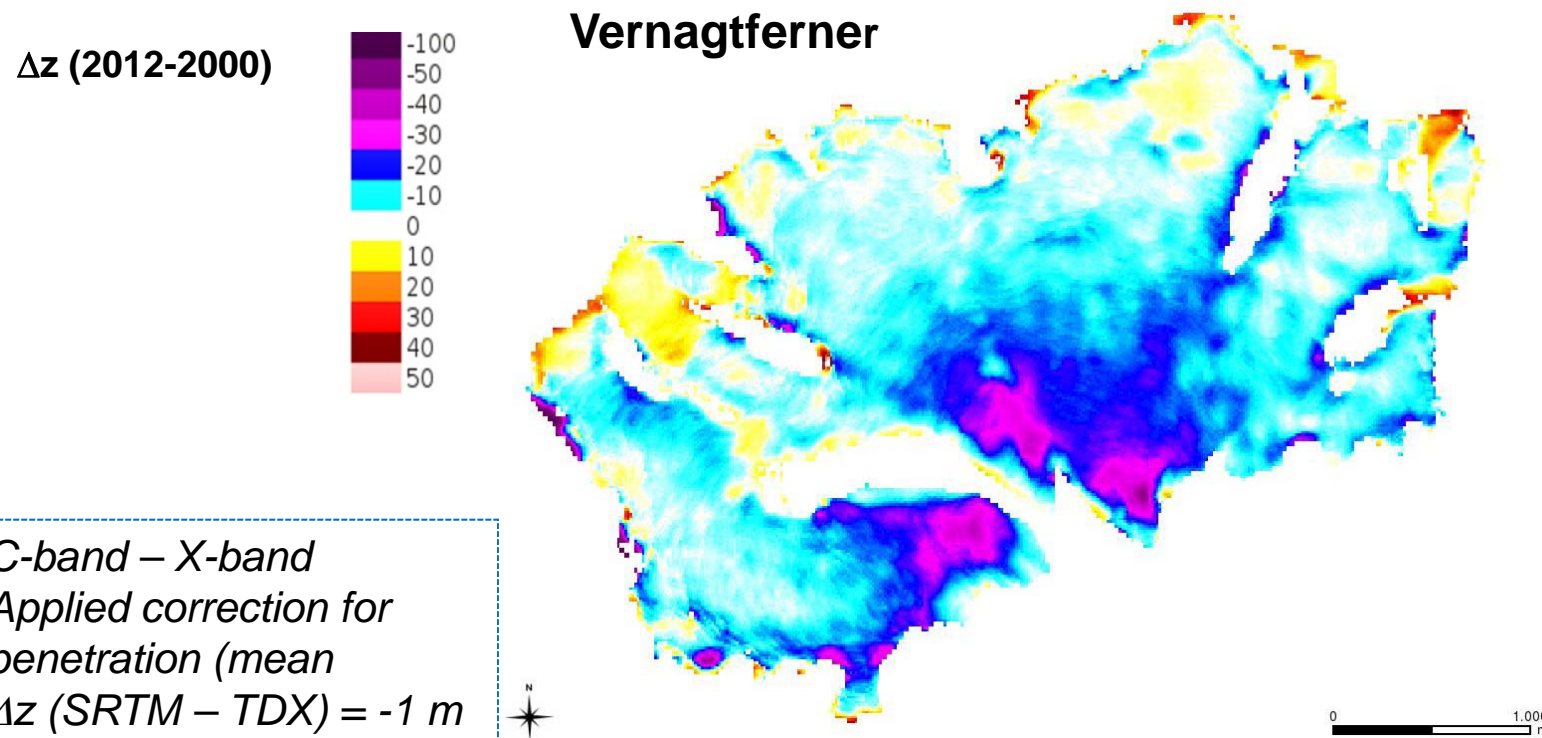 Vernagtferner
Δz (2012-2000)
-100
-50
-40
-30
-20
-10
0
10
20
30
40
50
C-band – X-band
Applied correction for
penetration (mean
Δz (SRTM – TDX) = -1 m
N
0 1.000